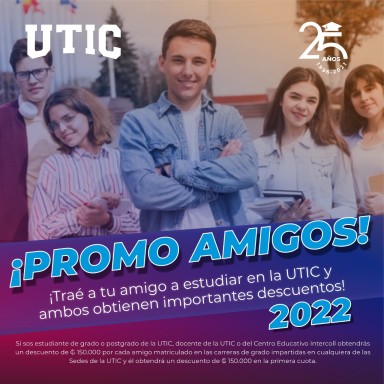 UTIC
25
AÑOS
1996-2021
¡PROMO AMIGOS!
¡Traé a tu amigo a estudiar en la UTIC y
ambos obtienen importantes descuentos!
2022
Si sos estudiante de grado o postgrado de la UTIC, docente de la UTIC o del Centro Educativo Intercoll obtendrás
un descuento de ₲ 150.000 por cada amigo matriculado en las carreras de grado impartidas en cualquiera de las
Sedes de la UTIC y él obtendrá un descuento de ₲ 150.000 en la primera cuota.